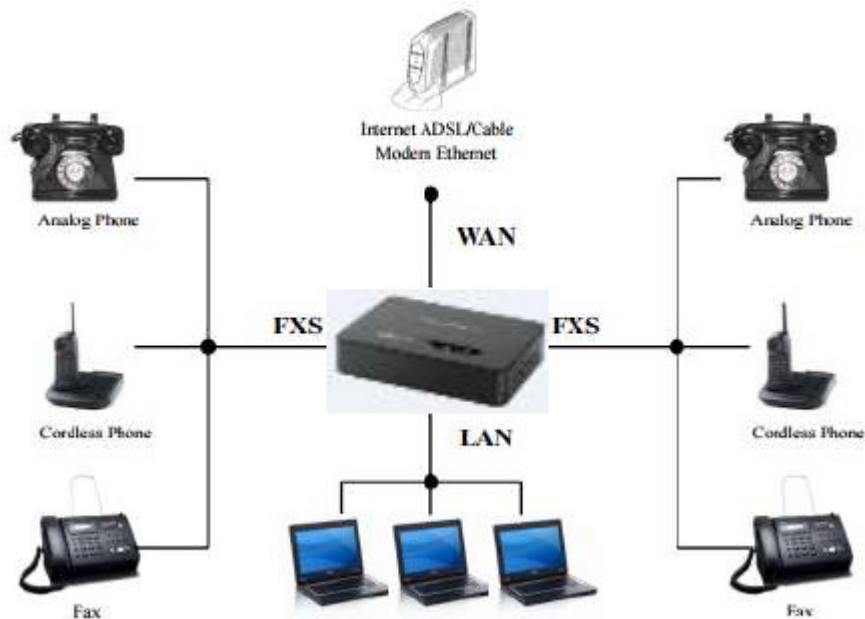 Internet ADSL/Cable
Modem Ethernet
Analog Phone
Analog Phone
WAN
FXS
FXS
Cordless Phone
LAN
Cordless Phone
Fax
Fax